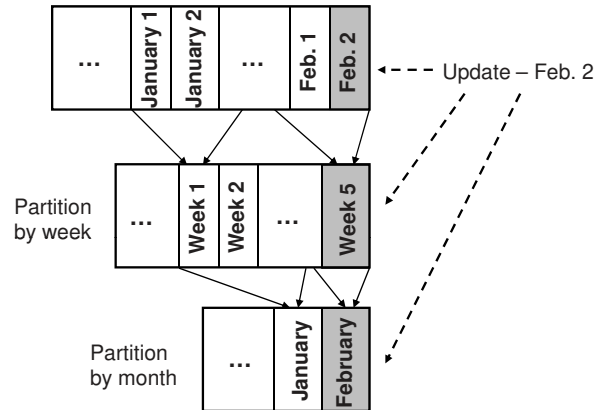 ...
January 1
January 2
...
Feb. 1
Feb. 2
Update – Feb. 2
Partition
by week
...
Week 1
Week 2
...
Week 5
Partition
by month
...
January
February